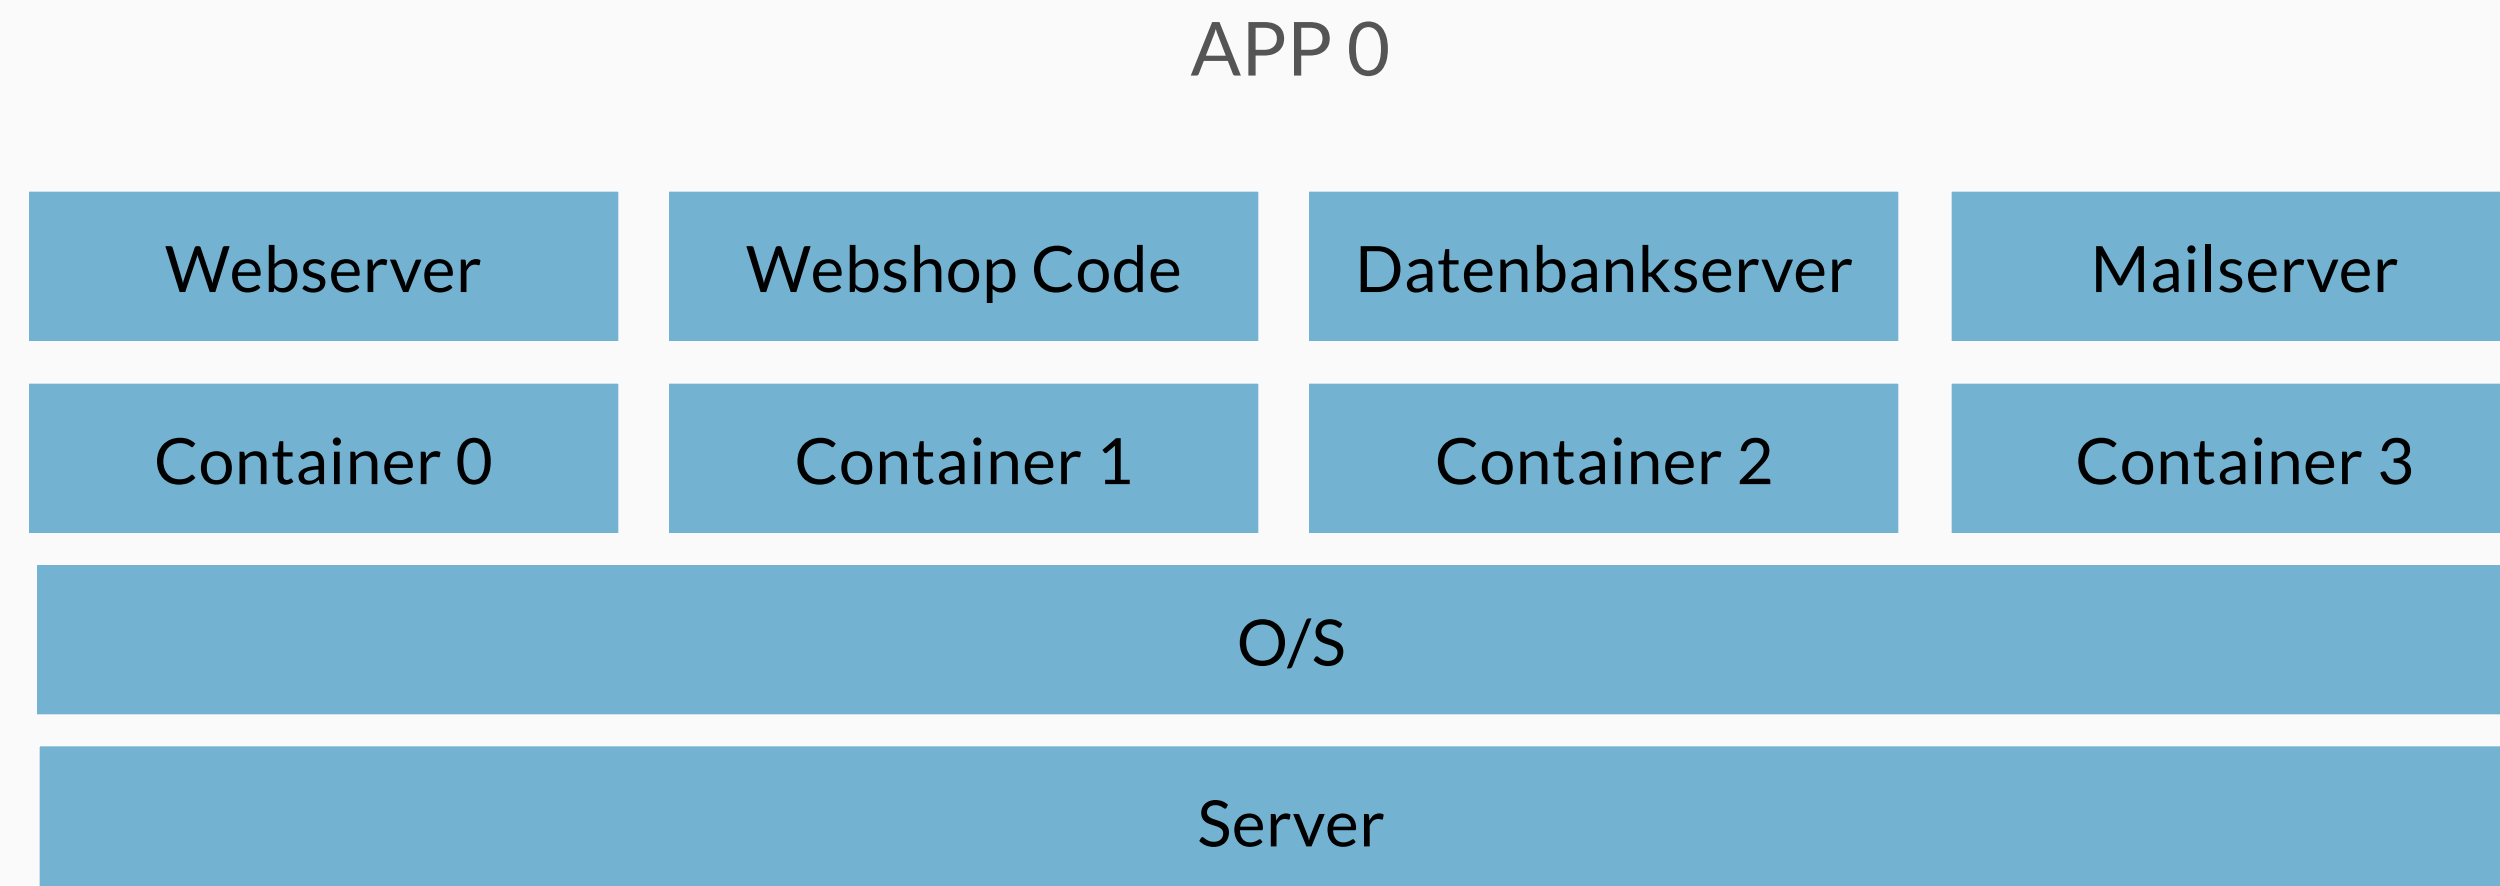 APP 0
Webserver
Webshop Code
Datenbankserver
Mailserver
Container 0
Container 1
Container 2
Container 3
O/S
Server